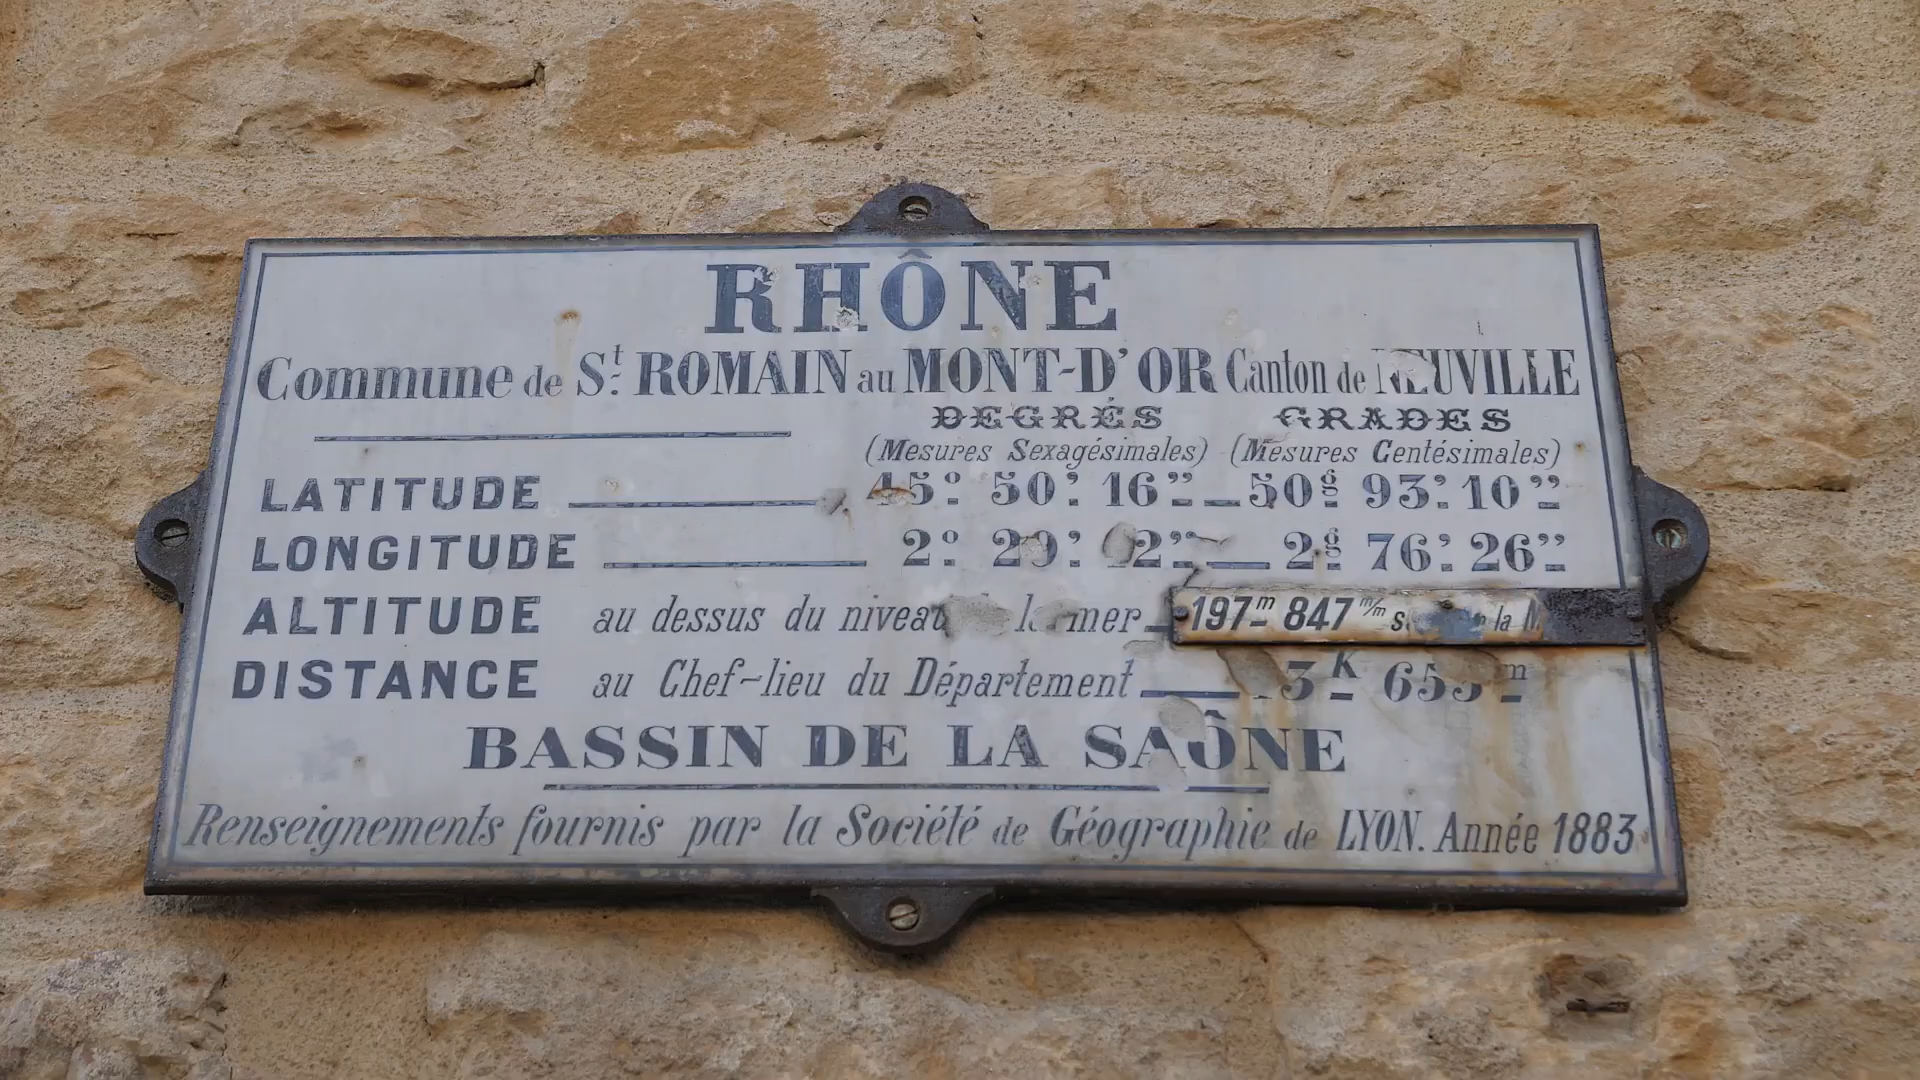 RHÔNE
Commune de St. ROMAIN au MONT-D'OR Canton de NEUVILLE
DEGRÉS GRADES
(Mesures Sexagésimales) (Mesures Centésimales)
LATITUDE 45° 50' 16" 50g 93' 10"
LONGITUDE 2° 29' 2g 76' 26"
ALTITUDE au dessus du niveau la mer 197m 847 m/m la
DISTANCE au Chef-lieu du Département K m
BASSIN DE LA SAÔNE
Renseignements fournis par la Société de Géographie de LYON. Année 1883